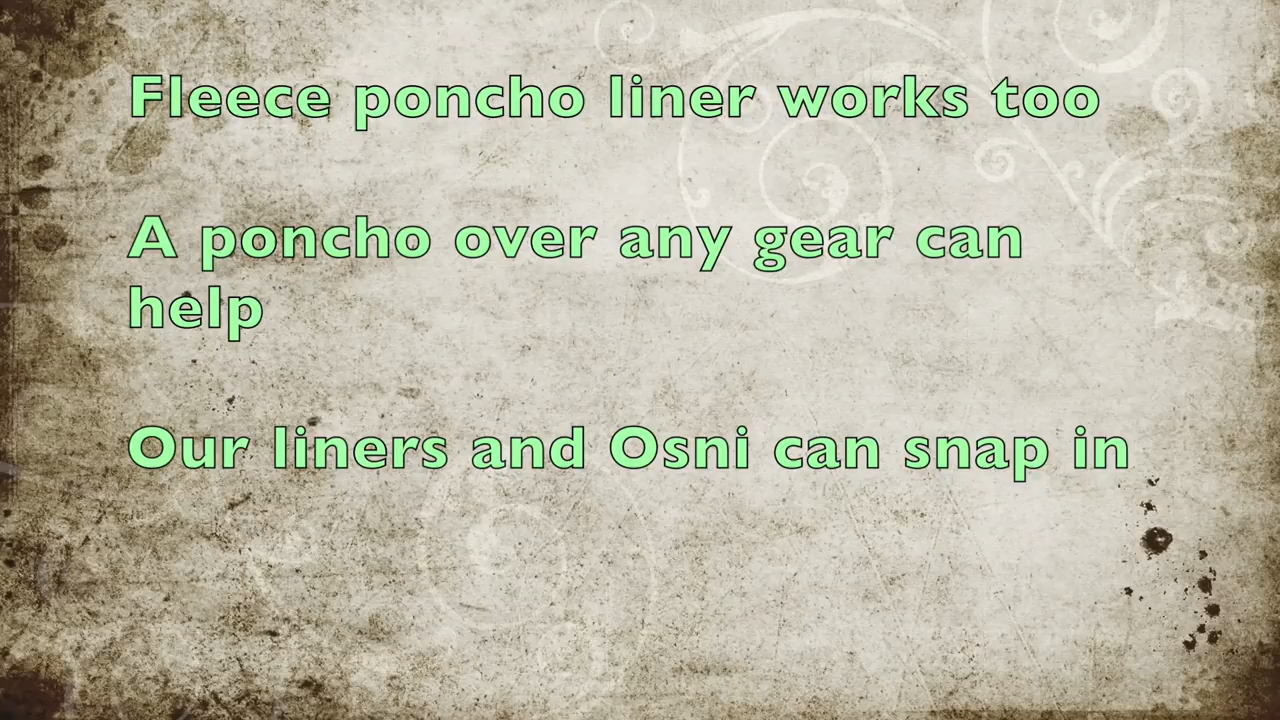 Fleece poncho liner works too
A poncho over any gear can
help
Our liners and Osni can snap in